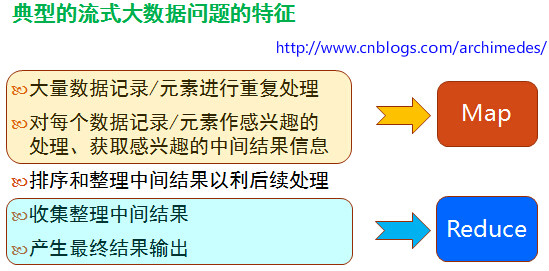 典型的流式大数据问题的特征
http://www.cnblogs.com/archimedes/
大量数据记录/元素进行重复处理
对每个数据记录/元素作感兴趣的
处理、获取感兴趣的中间结果信息
Map
排序和整理中间结果以利后续处理
收集整理中间结果
产生最终结果输出
Reduce